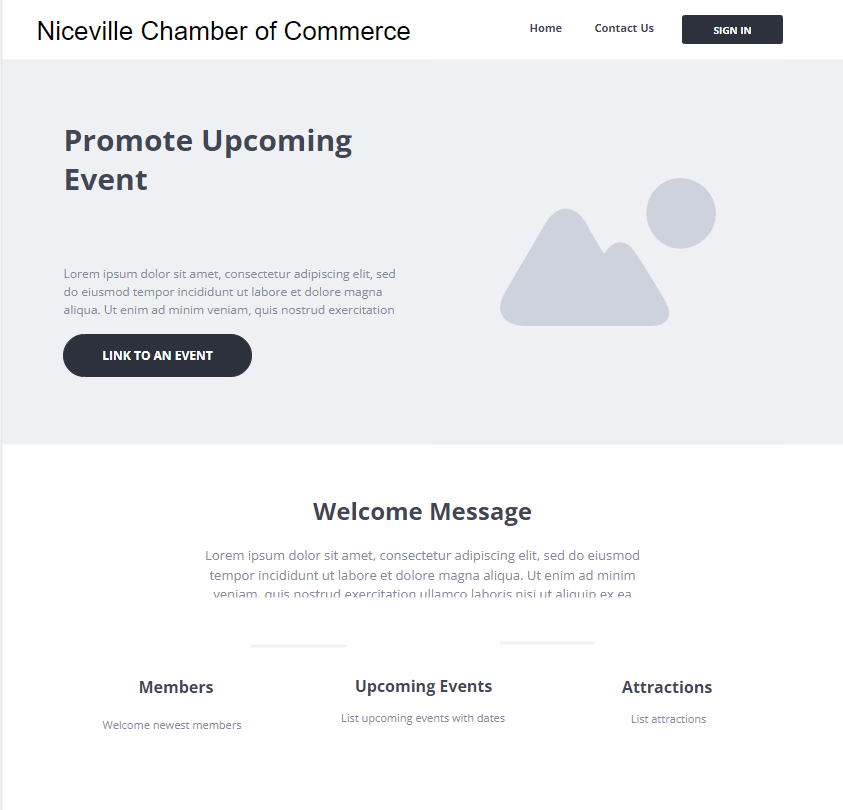 Niceville Chamber of Commerce
Home
Contact Us
SIGN IN
Promote Upcoming
Event
Lorem ipsum dolor sit amet, consectetur adipiscing elit, sed
do eiusmod tempor incididunt ut labore et dolore magna
aliqua. Ut enim ad minim veniam, quis nostrud exercitation
LINK TO AN EVENT
Welcome Message
Lorem ipsum dolor sit amet, consectetur adipiscing elit, sed do eiusmod
tempor incididunt ut labore et dolore magna aliqua. Ut enim ad minim
veniam, quis nostrud exercitation ullamco laboris nisi ut aliquip ex ea
Members
Welcome newest members
Upcoming Events
List upcoming events with dates
Attractions
List attractions